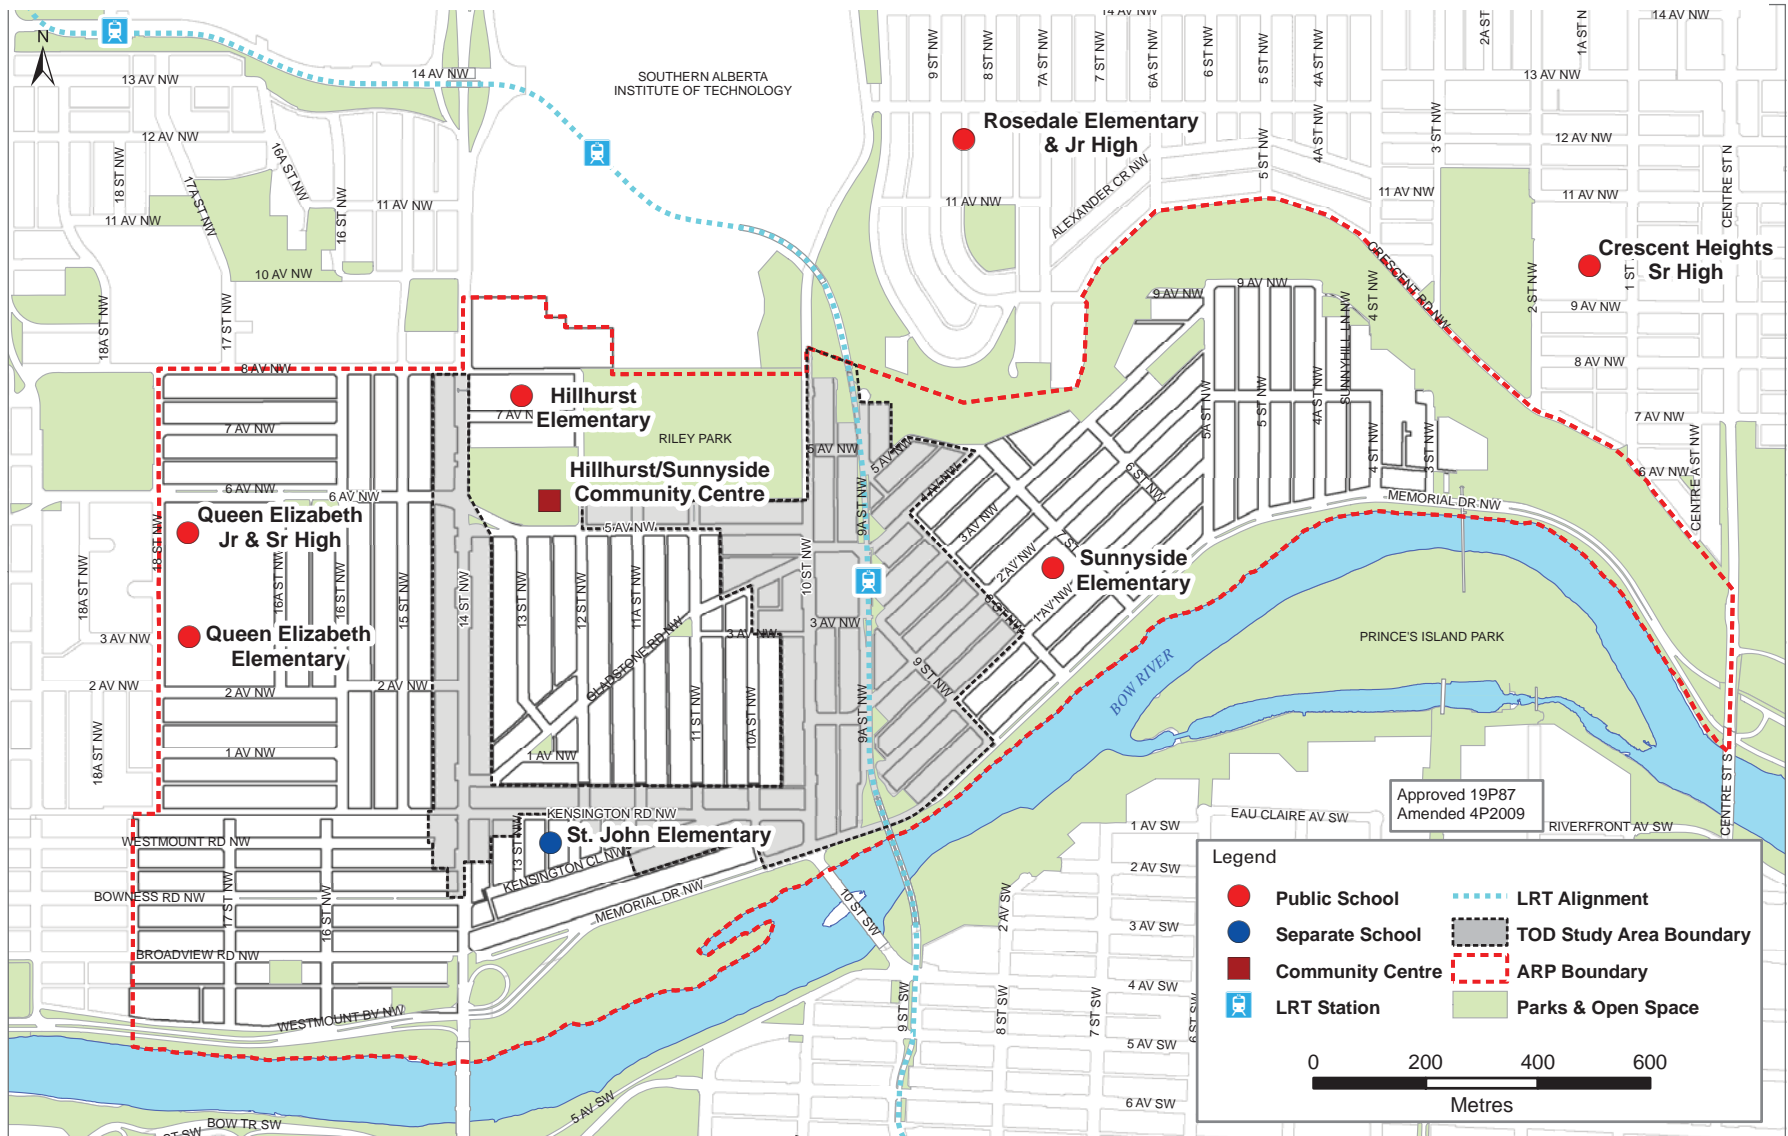 N
13 AV NW
14 AV NW
SOUTHERN ALBERTA
INSTITUTE OF TECHNOLOGY
9 ST NW
8 ST NW
7A ST NW
7 ST NW
6A ST NW
6 ST NW
5 ST NW
4A ST NW
14 AV NW
2A ST N
1A ST N
14 AV NW
13 AV NW
12 AV NW
18 ST NW
17A ST NW
16A ST NW
16 ST NW
11 AV NW
11 AV NW
10 AV NW
18A ST NW
17 ST NW
Rosedale Elementary
& Jr High
11 AV NW
ALEXANDER CR NW
5 ST NW
4A ST NW
3 ST NW
12 AV NW
11 AV NW
11 AV NW
CENTRE ST N
Crescent Heights
Sr High
1 ST
2 ST NW
9 AV NW
8 AV NW
7 AV NW
6 AV NW
CENTRE A ST NW
CRESCENT RD NW
4 ST NW
9 AV NW
9 AV NW
SUNNYHILL LN NW
5A ST NW
5 ST NW
4A ST NW
4 ST NW
3 ST NW
MEMORIAL DR NW
8 AV NW
7 AV NW
6 AV NW
6 AV NW
Hillhurst
Elementary
7 AV N
RILEY PARK
Hillhurst/Sunnyside
Community Centre
5 AV NW
5 AV NW
5 AV NW
4 AV NW
3 AV NW
2 AV NW
1 AV NW
6 ST NW
7 ST
8 ST NW
9 ST NW
Sunnyside
Elementary
Queen Elizabeth
Jr & Sr High
18 ST NW
18A ST NW
16A ST NW
16 ST NW
15 ST NW
14 ST NW
13 ST NW
12 ST NW
11A ST NW
10 ST NW
9A ST NW
Queen Elizabeth
Elementary
3 AV NW
3 AV NW
3 AV NW
GLADSTONE RD NW
2 AV NW
2 AV NW
2 AV NW
18A ST NW
1 AV NW
1 AV NW
11 ST NW
10A ST NW
9A ST NW
BOW RIVER
PRINCE'S ISLAND PARK
CENTRE ST S
KENSINGTON RD NW
St. John Elementary
13 ST NW
KENSINGTON CL NW
MEMORIAL DR NW
WESTMOUNT RD NW
BOWNESS RD NW
17 ST NW
16 ST NW
BROADVIEW RD NW
WESTMOUNT BV NW
10 ST SW
9 ST SW
8 ST SW
7 ST SW
6 ST SW
2 AV SW
EAU CLAIRE AV SW
RIVERFRONT AV SW
1 AV SW
2 AV SW
3 AV SW
4 AV SW
5 AV SW
6 AV SW
5 AV SW
BOW TR SW
ST SW
Approved 19P87
Amended 4P2009
Legend
Public School
Separate School
Community Centre
LRT Station
LRT Alignment
TOD Study Area Boundary
ARP Boundary
Parks & Open Space
0 200 400 600
Metres